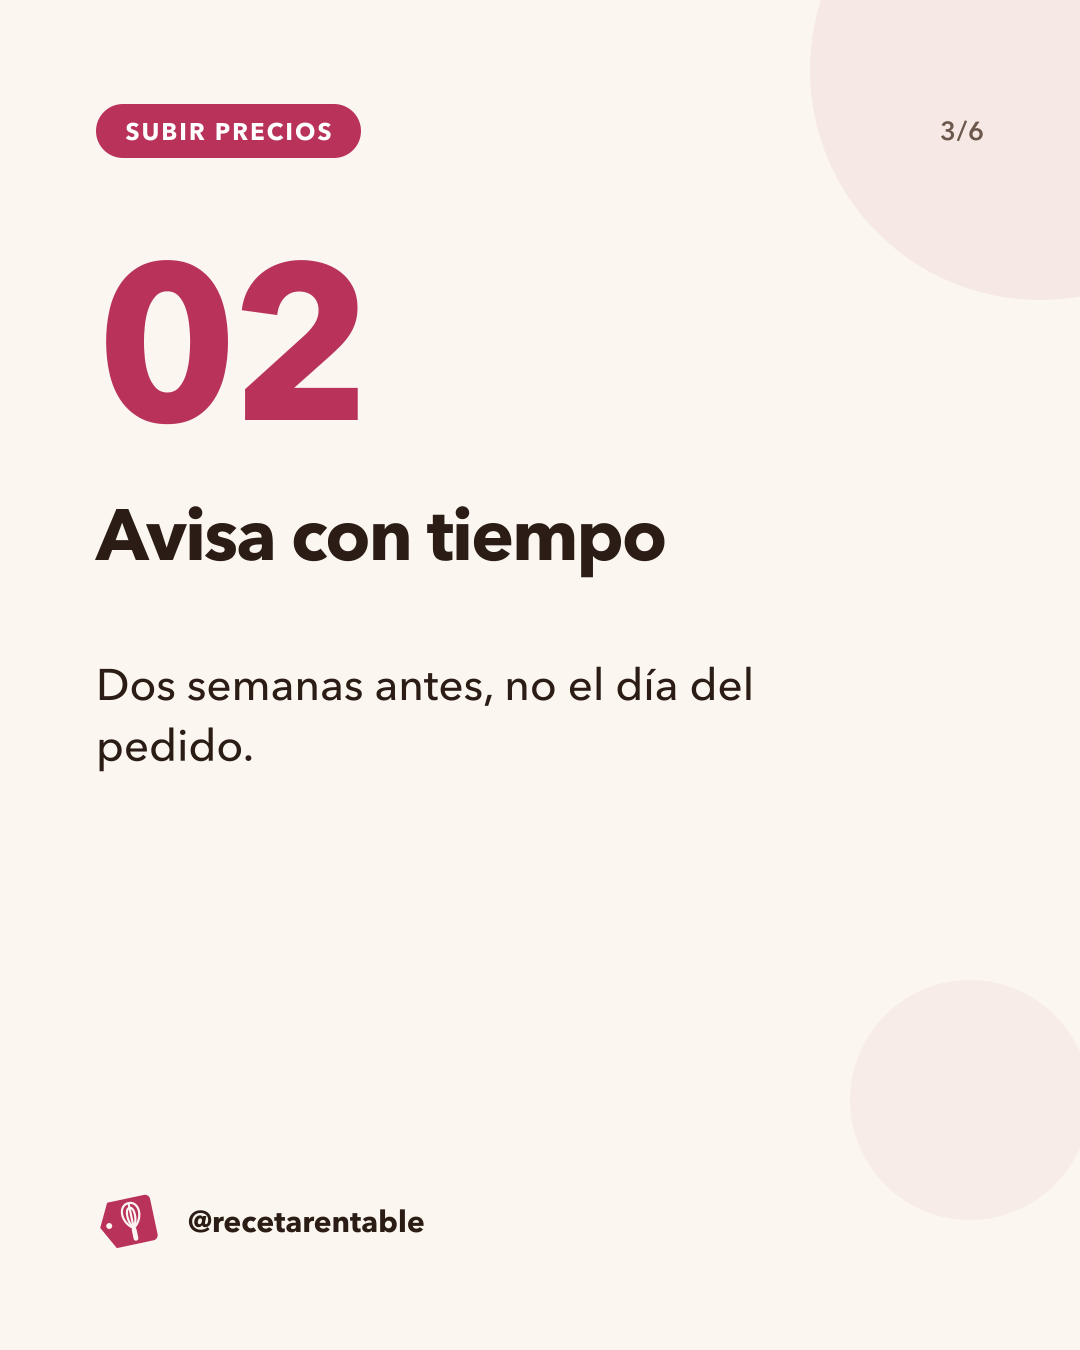 SUBIR PRECIOS
3/6
02
Avisa con tiempo
Dos semanas antes, no el día del
pedido.
@recetarentable